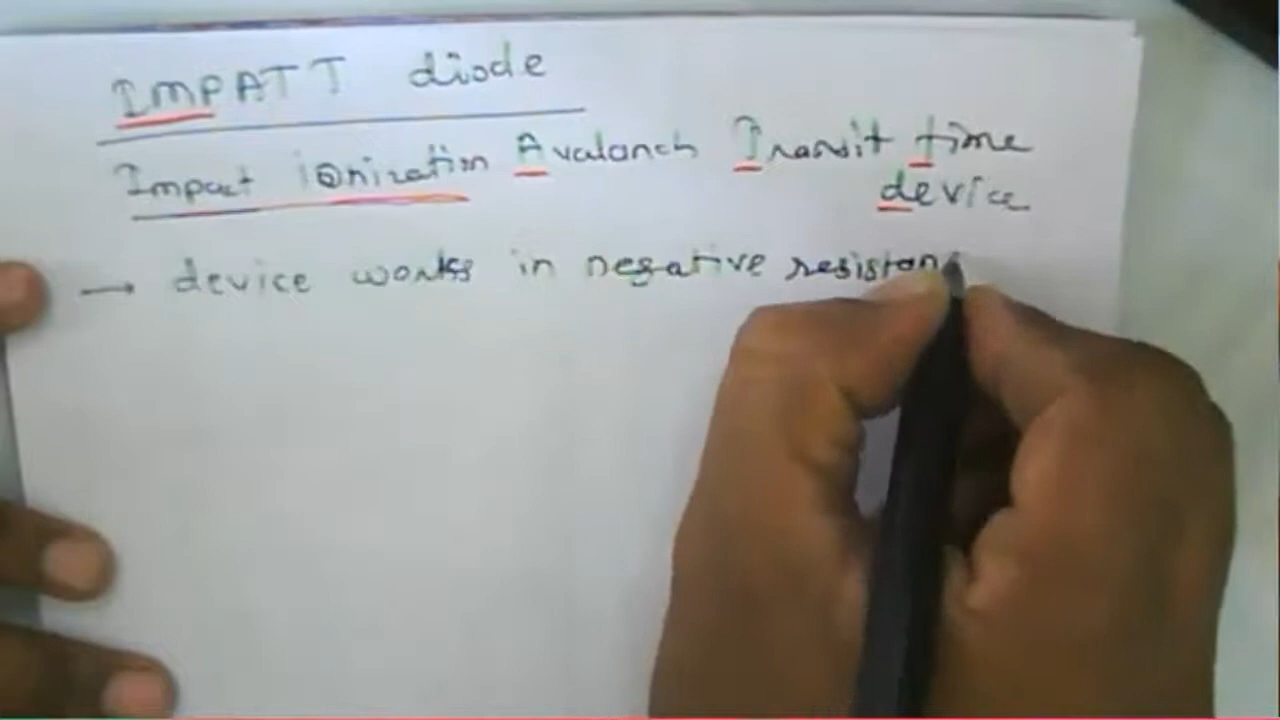 IMPATT diode
Impact ionization Avalanch Transit time
device
→ device works in negative resistan